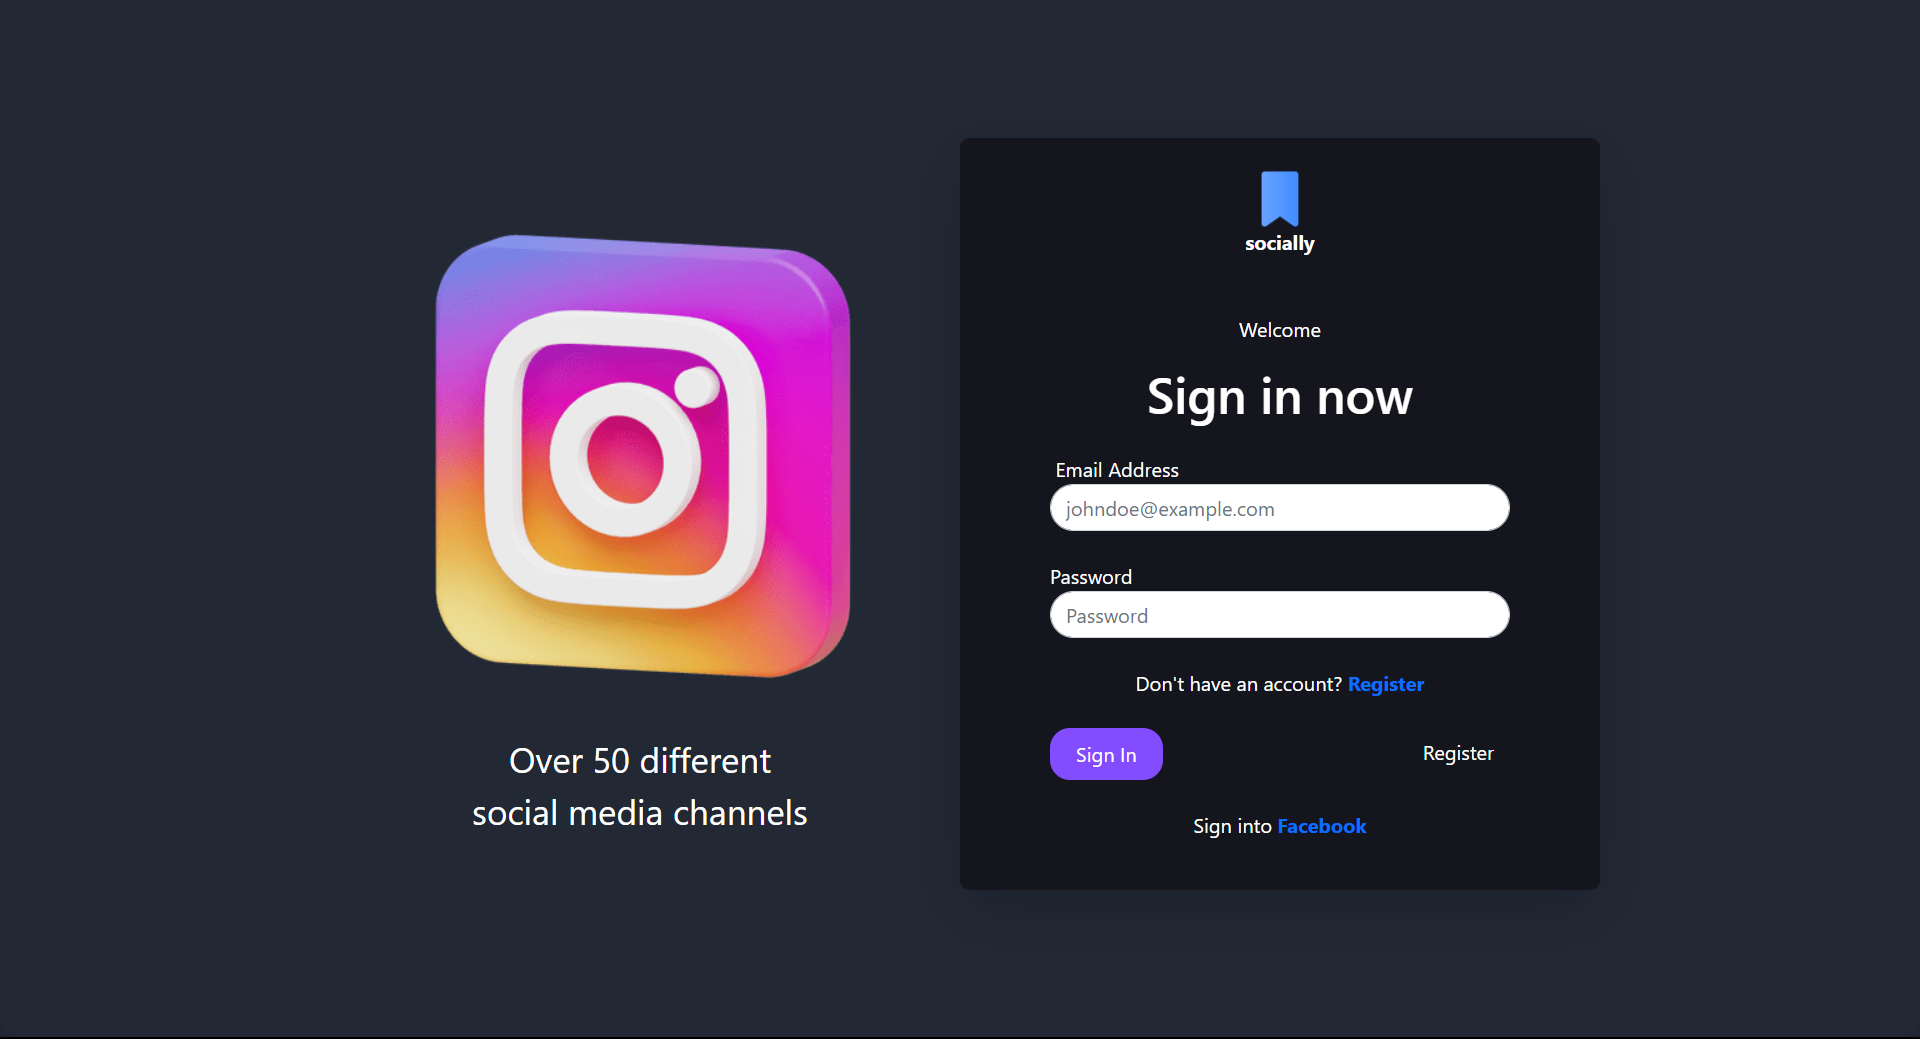 socially
Welcome
Sign in now
Email Address
johndoe@example.com
Password
Password
Don't have an account? Register
Sign In
Register
Sign into Facebook
Over 50 different
social media channels